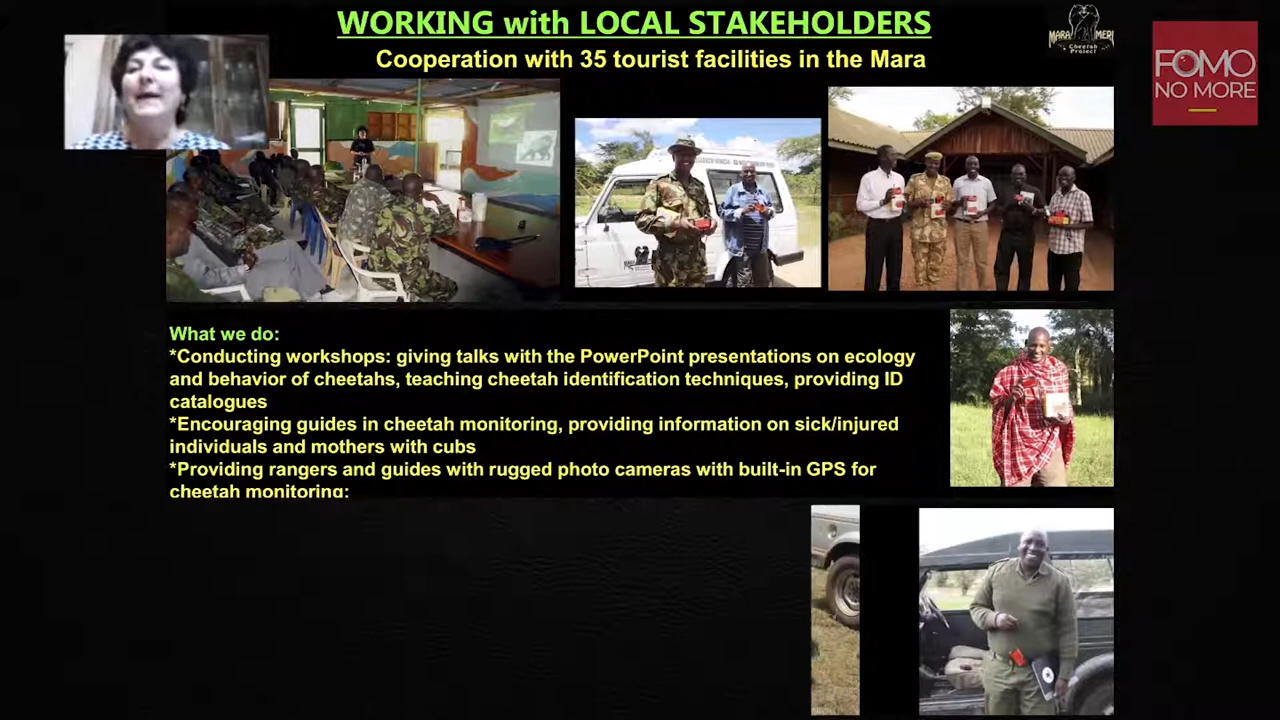 WORKING with LOCAL STAKEHOLDERS
Cooperation with 35 tourist facilities in the Mara
MARA MERU
Cheetah
Project
FOMO
NO MORE
What we do:
*Conducting workshops: giving talks with the PowerPoint presentations on ecology
and behavior of cheetahs, teaching cheetah identification techniques, providing ID
catalogues
*Encouraging guides in cheetah monitoring, providing information on sick/injured
individuals and mothers with cubs
*Providing rangers and guides with rugged photo cameras with built-in GPS for
cheetah monitoring: